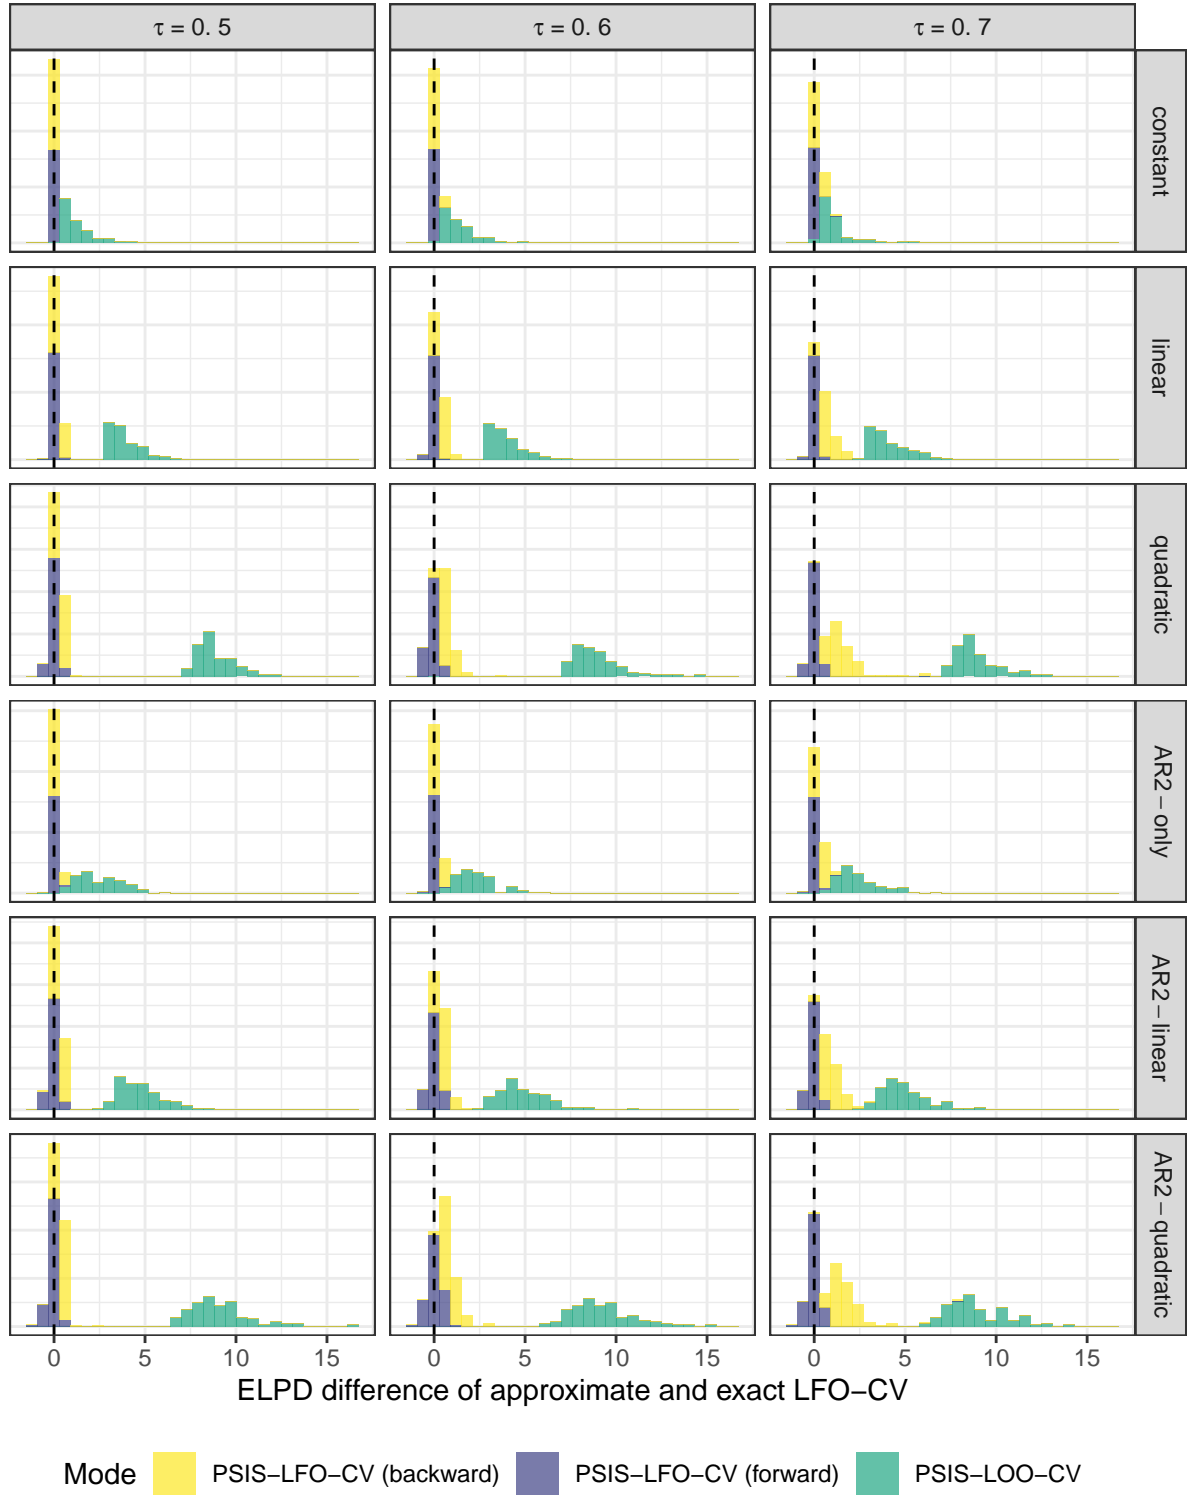 τ = 0. 5
τ = 0. 6
τ = 0. 7
constant
linear
quadratic
AR2−only
AR2−linear
AR2−quadratic
0 5 10 15
0 5 10 15
0 5 10 15
ELPD difference of approximate and exact LFO−CV
Mode PSIS−LFO−CV (backward) PSIS−LFO−CV (forward) PSIS−LOO−CV